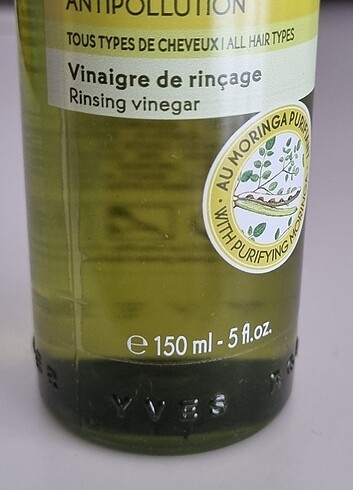 ANTIPOLLUTION
TOUS TYPES DE CHEVEUX | ALL HAIR TYPES
Vinaigre de rinçage
Rinsing vinegar
AU MORINGA PURIFIANT
WITH PURIFYING MORINGA
℮ 150 ml - 5 fl.oz.
YVES